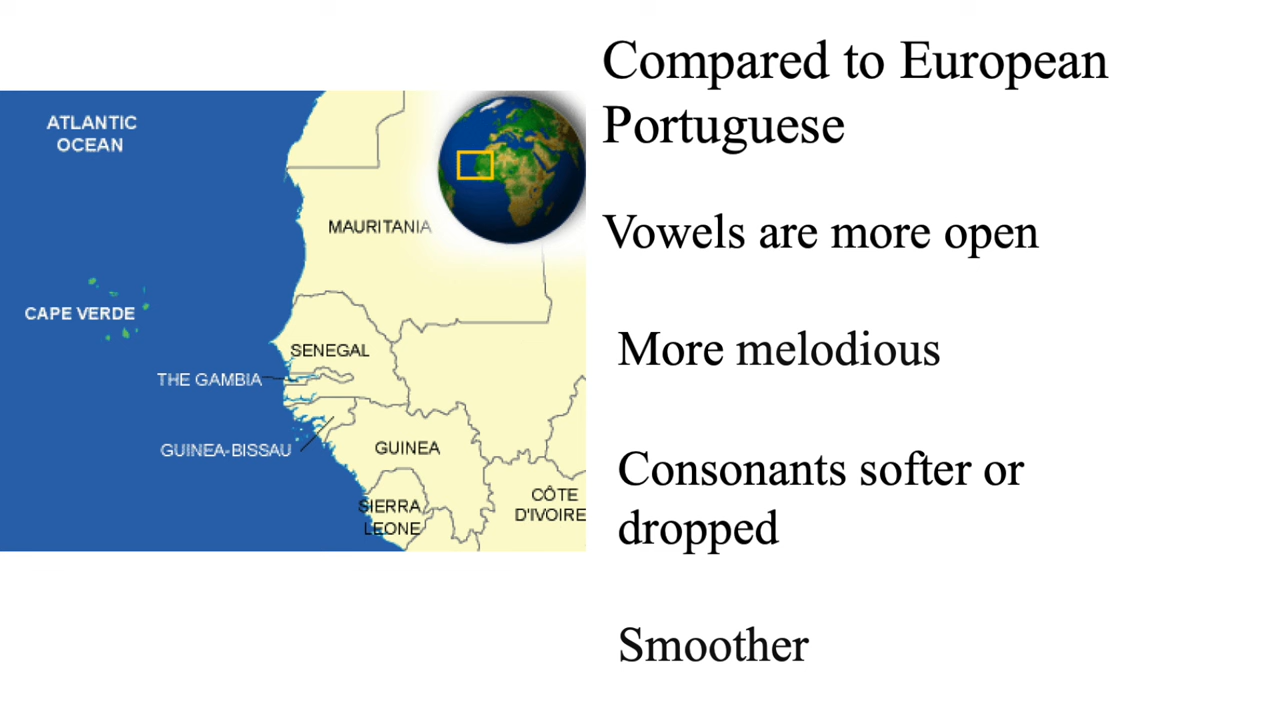 Compared to European
Portuguese
Vowels are more open
More melodious
Consonants softer or
dropped
Smoother
ATLANTIC
OCEAN
MAURITANIA
CAPE VERDE
SENEGAL
THE GAMBIA
GUINEA-BISSAU
GUINEA
SIERRA
LEONE
CÔTE
D'IVOIRE